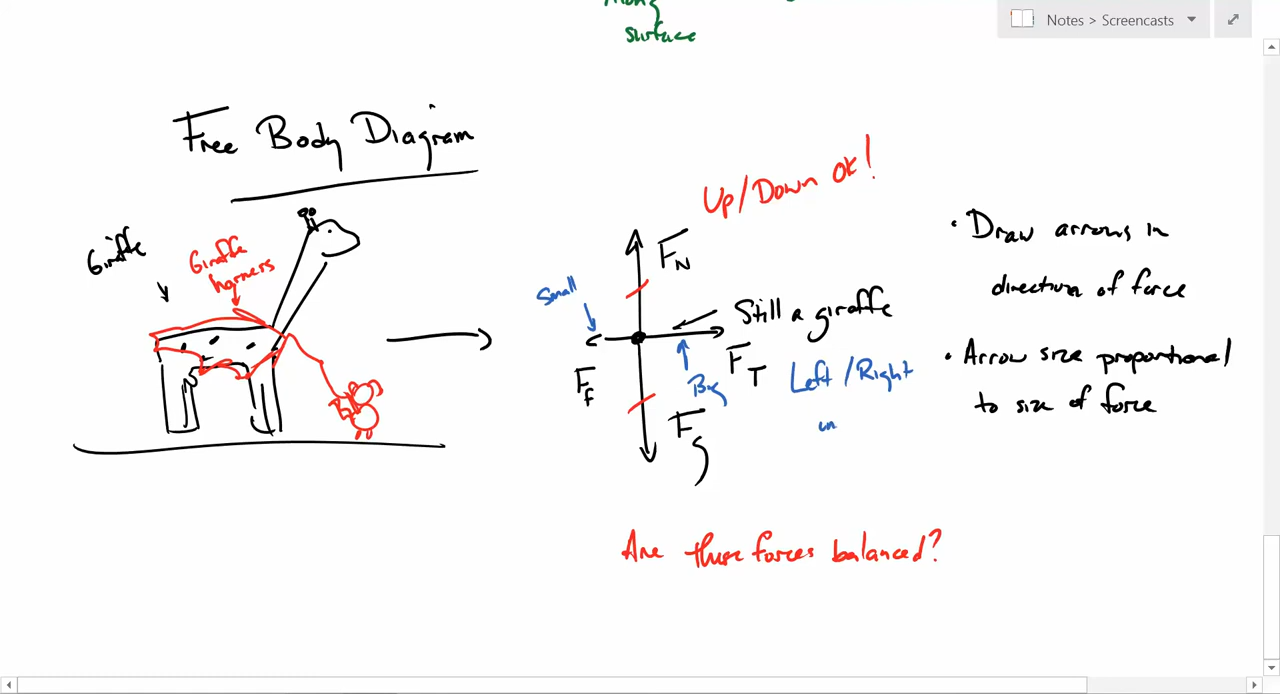 along
surface
Notes > Screencasts
Free Body Diagram
Giraffe
Giraffe
harness
Up/Down ok!
FN
Small
Still a giraffe
Ff
FT
Big
Left/Right
un
Fg
• Draw arrows in
direction of force
• Arrow size proportional
to size of force
Are these forces balanced?